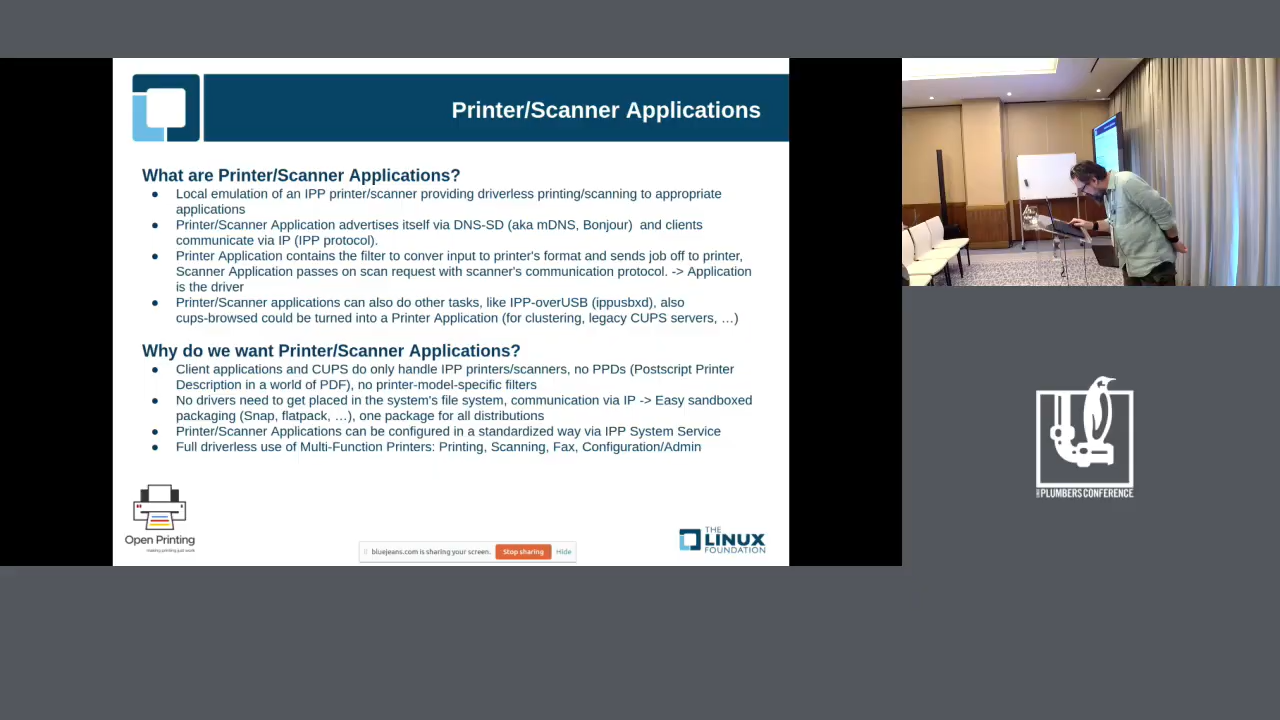 Printer/Scanner Applications
What are Printer/Scanner Applications?
● Local emulation of an IPP printer/scanner providing driverless printing/scanning to appropriate
applications
● Printer/Scanner Application advertises itself via DNS-SD (aka mDNS, Bonjour) and clients
communicate via IP (IPP protocol).
● Printer Application contains the filter to conver input to printer's format and sends job off to printer,
Scanner Application passes on scan request with scanner's communication protocol. -> Application
is the driver
● Printer/Scanner applications can also do other tasks, like IPP-overUSB (ippusbxd), also
cups-browsed could be turned into a Printer Application (for clustering, legacy CUPS servers, …)
Why do we want Printer/Scanner Applications?
● Client applications and CUPS do only handle IPP printers/scanners, no PPDs (Postscript Printer
Description in a world of PDF), no printer-model-specific filters
● No drivers need to get placed in the system's file system, communication via IP -> Easy sandboxed
packaging (Snap, flatpack, …), one package for all distributions
● Printer/Scanner Applications can be configured in a standardized way via IPP System Service
● Full driverless use of Multi-Function Printers: Printing, Scanning, Fax, Configuration/Admin
Open Printing
making printing just work
bluejeans.com is sharing your screen. Stop sharing Hide
THE
LINUX
FOUNDATION
PLUMBERS CONFERENCE